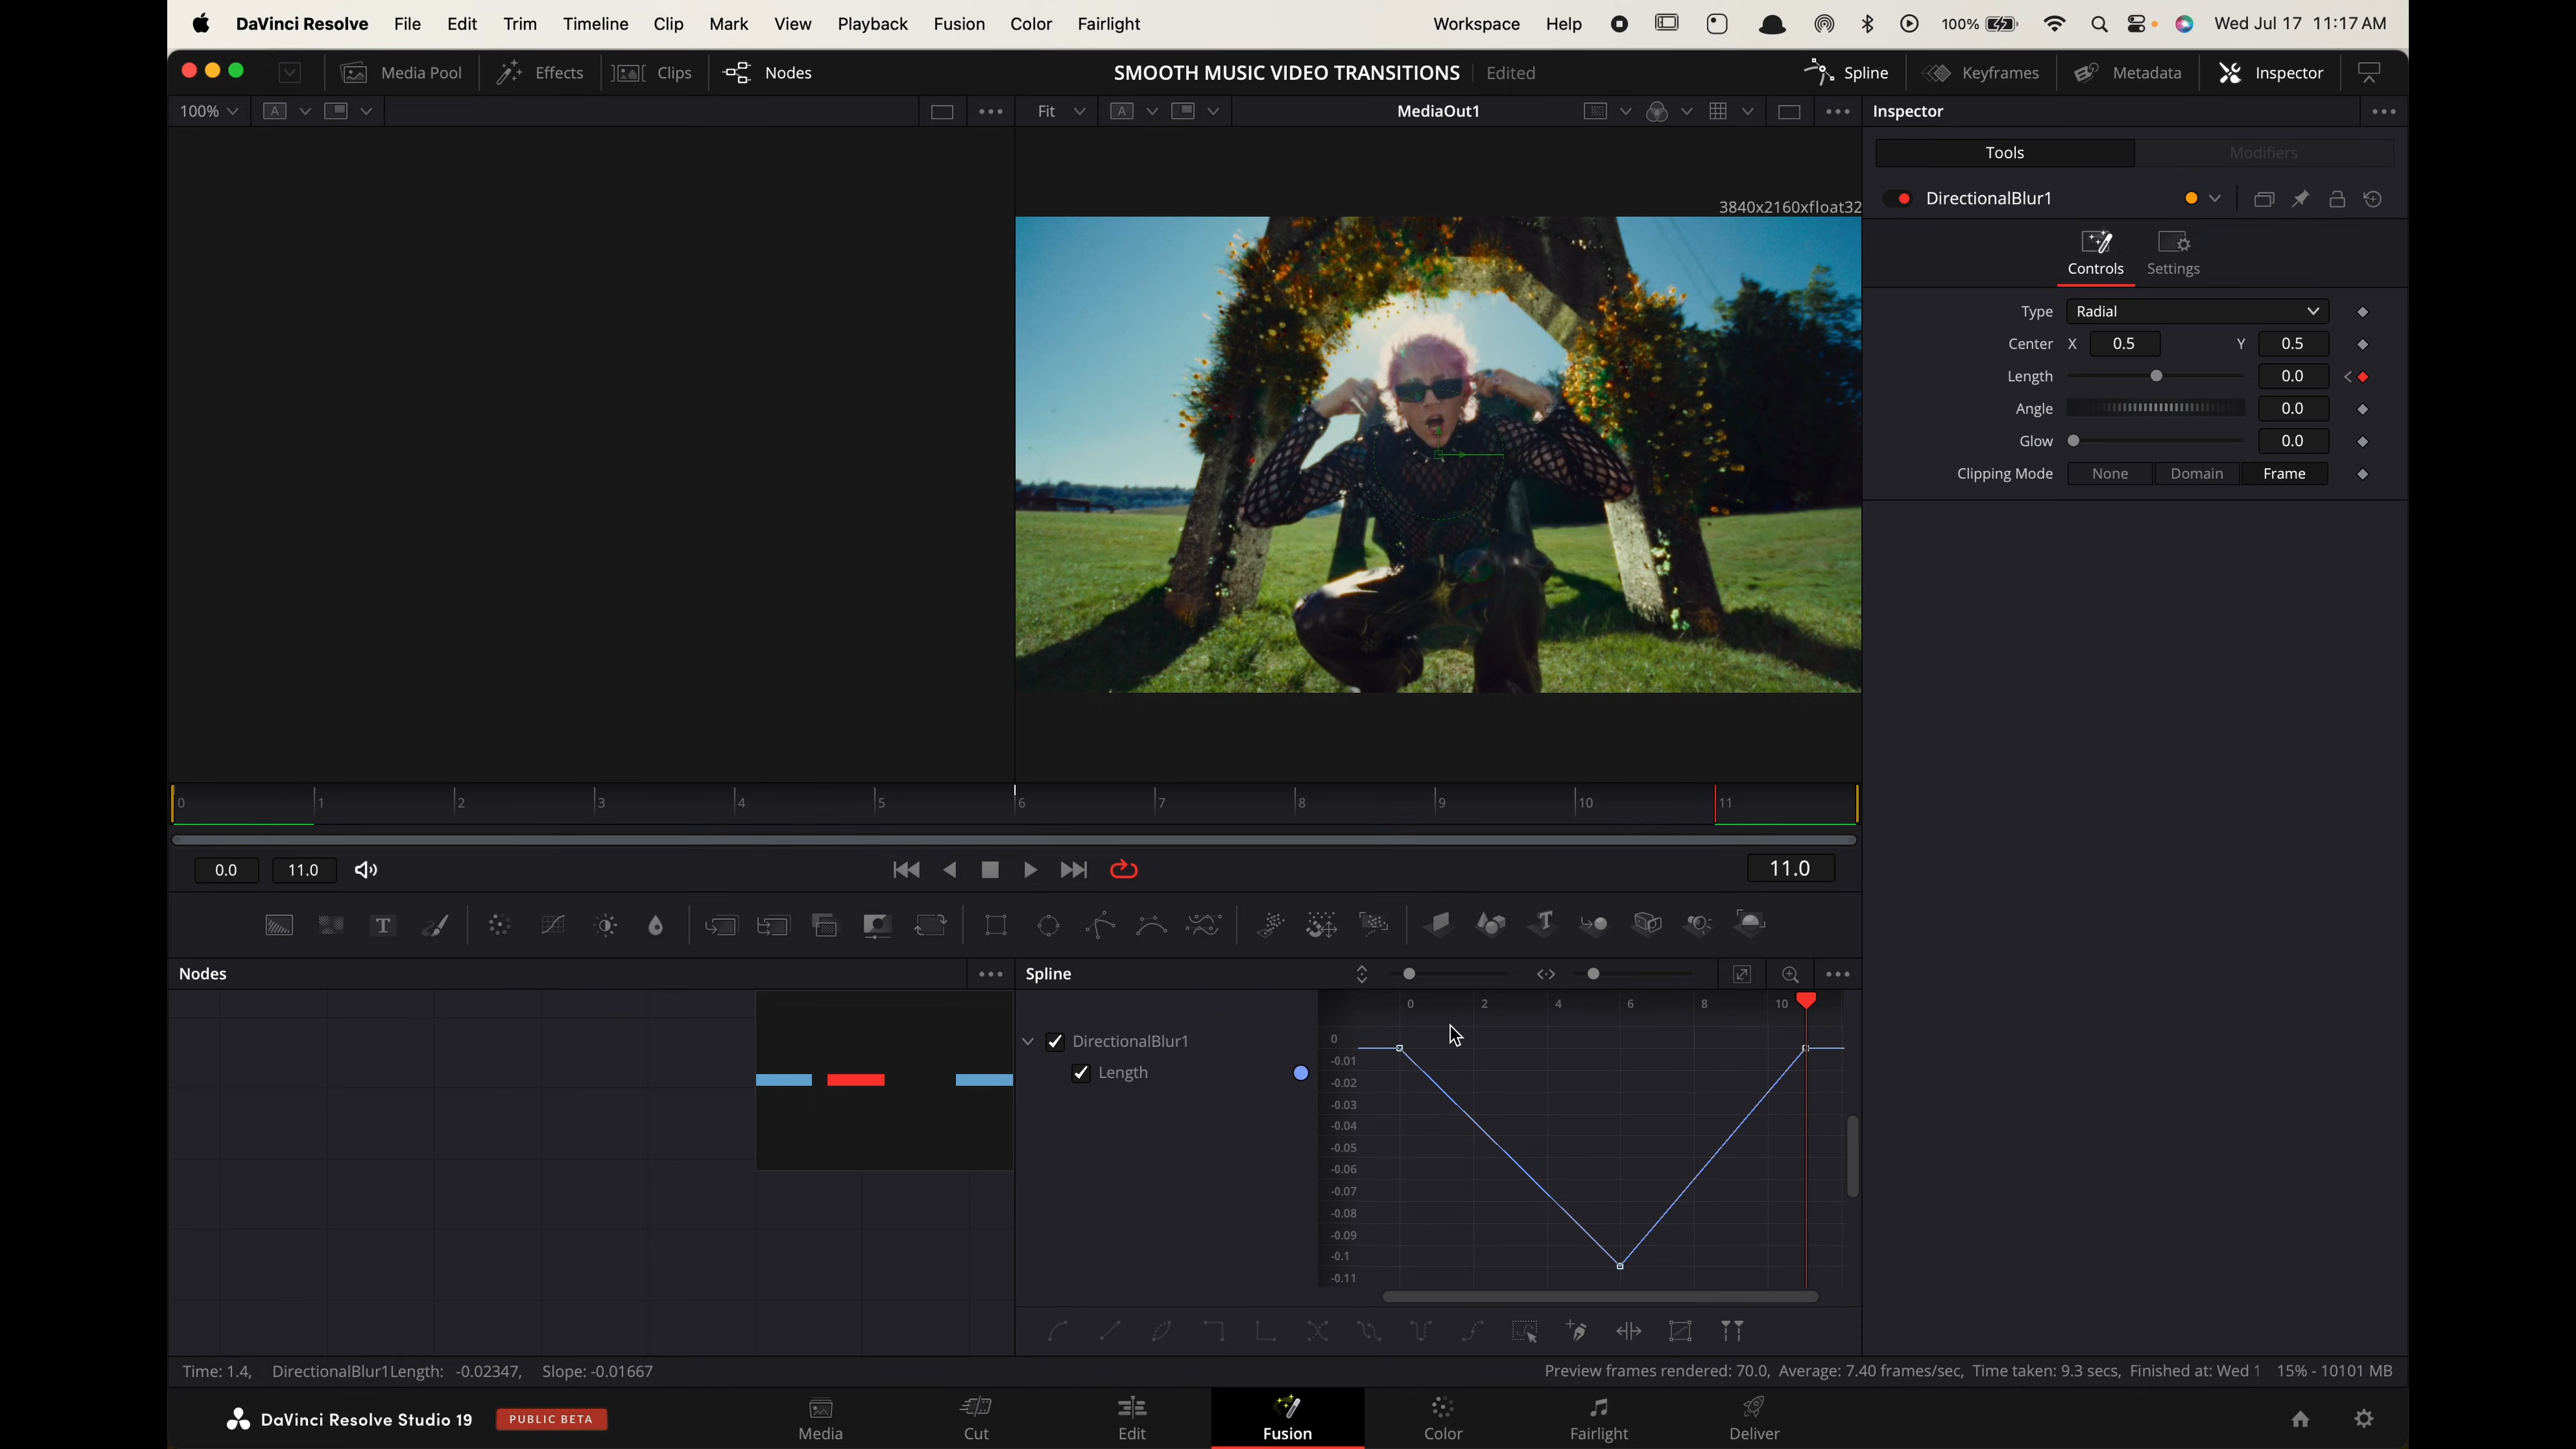 DaVinci Resolve File Edit Trim Timeline Clip Mark View Playback Fusion Color Fairlight Workspace Help 100% Wed Jul 17 11:17 AM
Media Pool Effects Clips Nodes SMOOTH MUSIC VIDEO TRANSITIONS Edited Spline Keyframes Metadata Inspector
100% A Fit A MediaOut1 Inspector
Tools Modifiers
DirectionalBlur1
3840x2160xfloat32
Controls Settings
Type Radial
Center X 0.5 Y 0.5
Length 0.0
Angle 0.0
Glow 0.0
Clipping Mode None Domain Frame
0 1 2 3 4 5 6 7 8 9 10 11
0.0 11.0 11.0
Nodes Spline
0 2 4 6 8 10
DirectionalBlur1
Length
0
-0.01
-0.02
-0.03
-0.04
-0.05
-0.06
-0.07
-0.08
-0.09
-0.1
-0.11
Time: 1.4, DirectionalBlur1Length: -0.02347, Slope: -0.01667 Preview frames rendered: 70.0, Average: 7.40 frames/sec, Time taken: 9.3 secs, Finished at: Wed 1 15% - 10101 MB
DaVinci Resolve Studio 19 PUBLIC BETA Media Cut Edit Fusion Color Fairlight Deliver